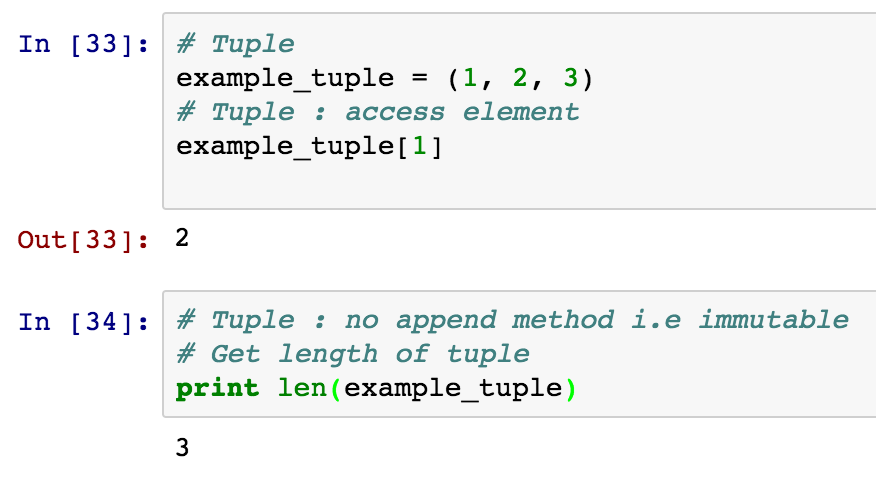 In [33]: # Tuple
example_tuple = (1, 2, 3)
# Tuple : access element
example_tuple[1]
Out[33]: 2
In [34]: # Tuple : no append method i.e immutable
# Get length of tuple
print len(example_tuple)
3